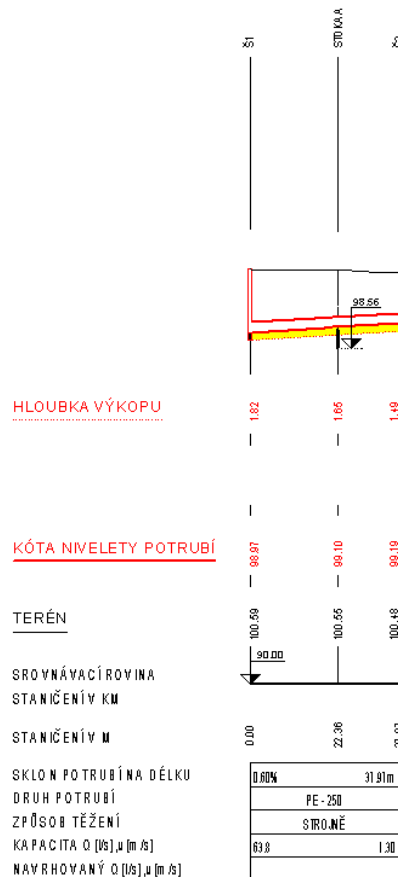 Š1 STOKA A
98.56
HLOUBKA VÝKOPU 1.82 1.65 1.49
KÓTA NIVELETY POTRUBÍ 98.97 99.10 99.19
TERÉN 100.59 100.55 100.48
90.00
SROVNÁVACÍ ROVINA
STANIČENÍ V KM
STANIČENÍ V M 0.00 22.36
SKLON POTRUBÍ NA DÉLKU 0.60% 31.91m
DRUH POTRUBÍ PE - 250
ZPŮSOB TĚŽENÍ STROJNĚ
KAPACITA Q [l/s],u[m/s] 63.8 1.30
NAVRHOVANÝ Q [l/s],u[m/s]